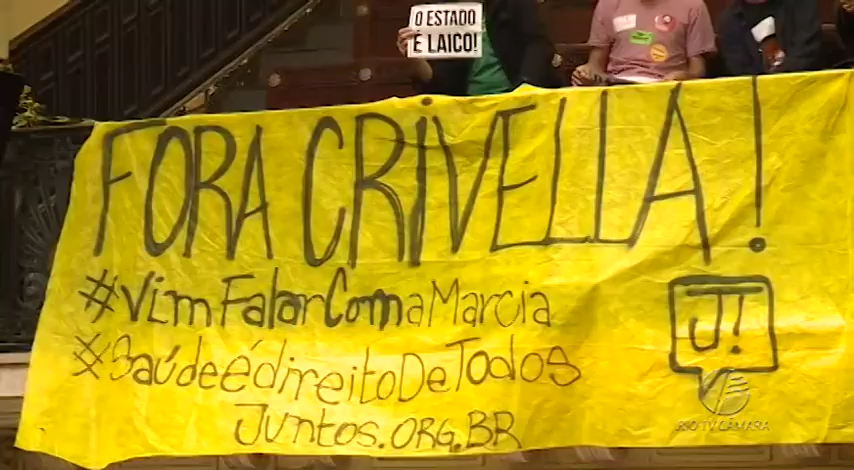 O ESTADO
É LAICO!
FORA CRIVELLA!
#VimFalarComaMarcia
#SaúdeédireitoDeTodos
Juntos.ORG.BR
J!
RIO TV CÂMARA